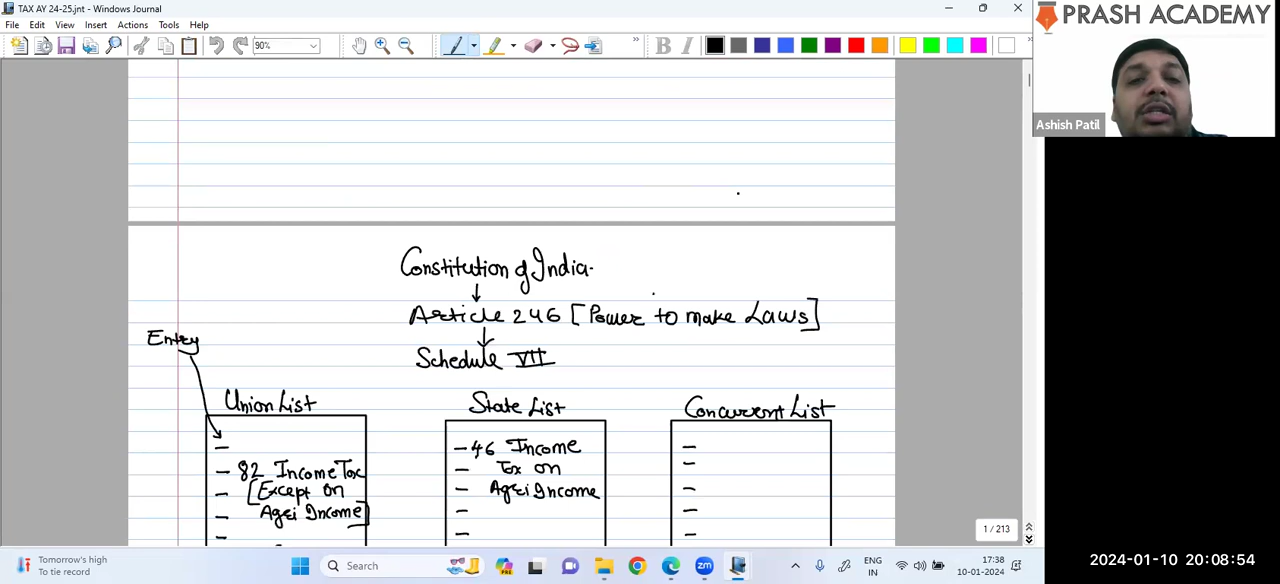 TAX AY 24-25.jnt - Windows Journal
File Edit View Insert Actions Tools Help
90%
PRASH ACADEMY
Ashish Patil
Constitution of India.
Article 246 [Power to make Laws]
Schedule VII
Entry
Union List State List Concurrent List
- 82 Income Tax
[Except on
Agri Income]
- 46 Income
Tax on
Agri Income
1 / 213
Tomorrow's high
To tie record
Search
ENG
IN
17:38
10-01-2024
2024-01-10 20:08:54